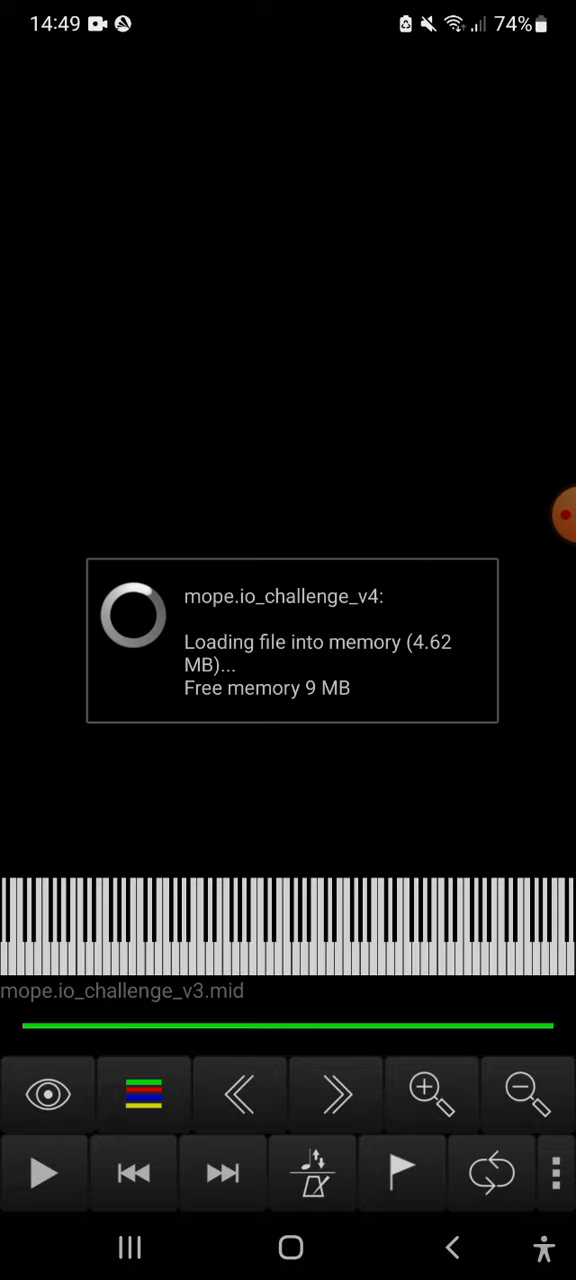 14:49
74%
mope.io_challenge_v4:
Loading file into memory (4.62
MB)...
Free memory 9 MB
mope.io_challenge_v3.mid